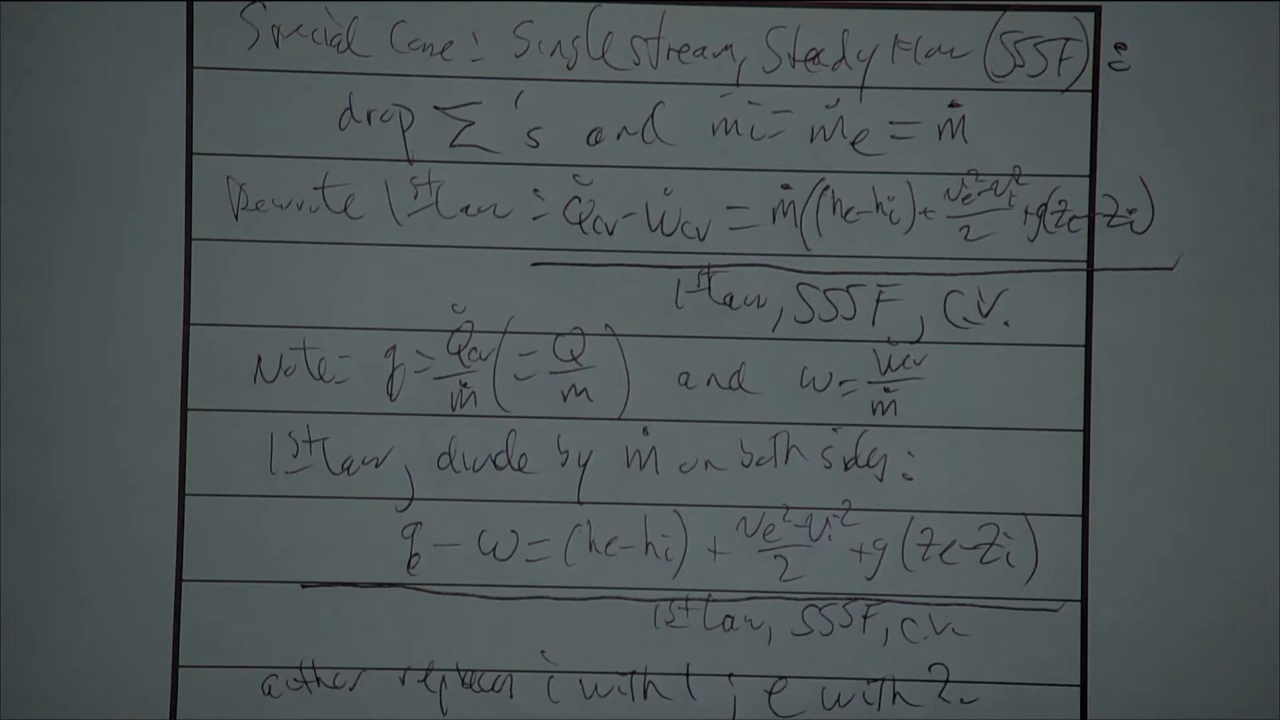 Special Case: Single stream, Steady Flow (SSSF):
drop Σ's and ṁi = ṁe = ṁ
Rewrite 1st law: Q̇cv - Ẇcv = ṁ((he-hi) + (Ve²-Vi²)/2 + g(ze-zi))
1st law, SSSF, C.V.
Note: q = Q̇cv/ṁ (= Q/m) and w = Ẇcv/ṁ
1st law, divide by ṁ on both sides:
q - w = (he-hi) + (Ve²-Vi²)/2 + g(ze-zi)
1st law, SSSF, C.V.
author replaces i with 1; e with 2.